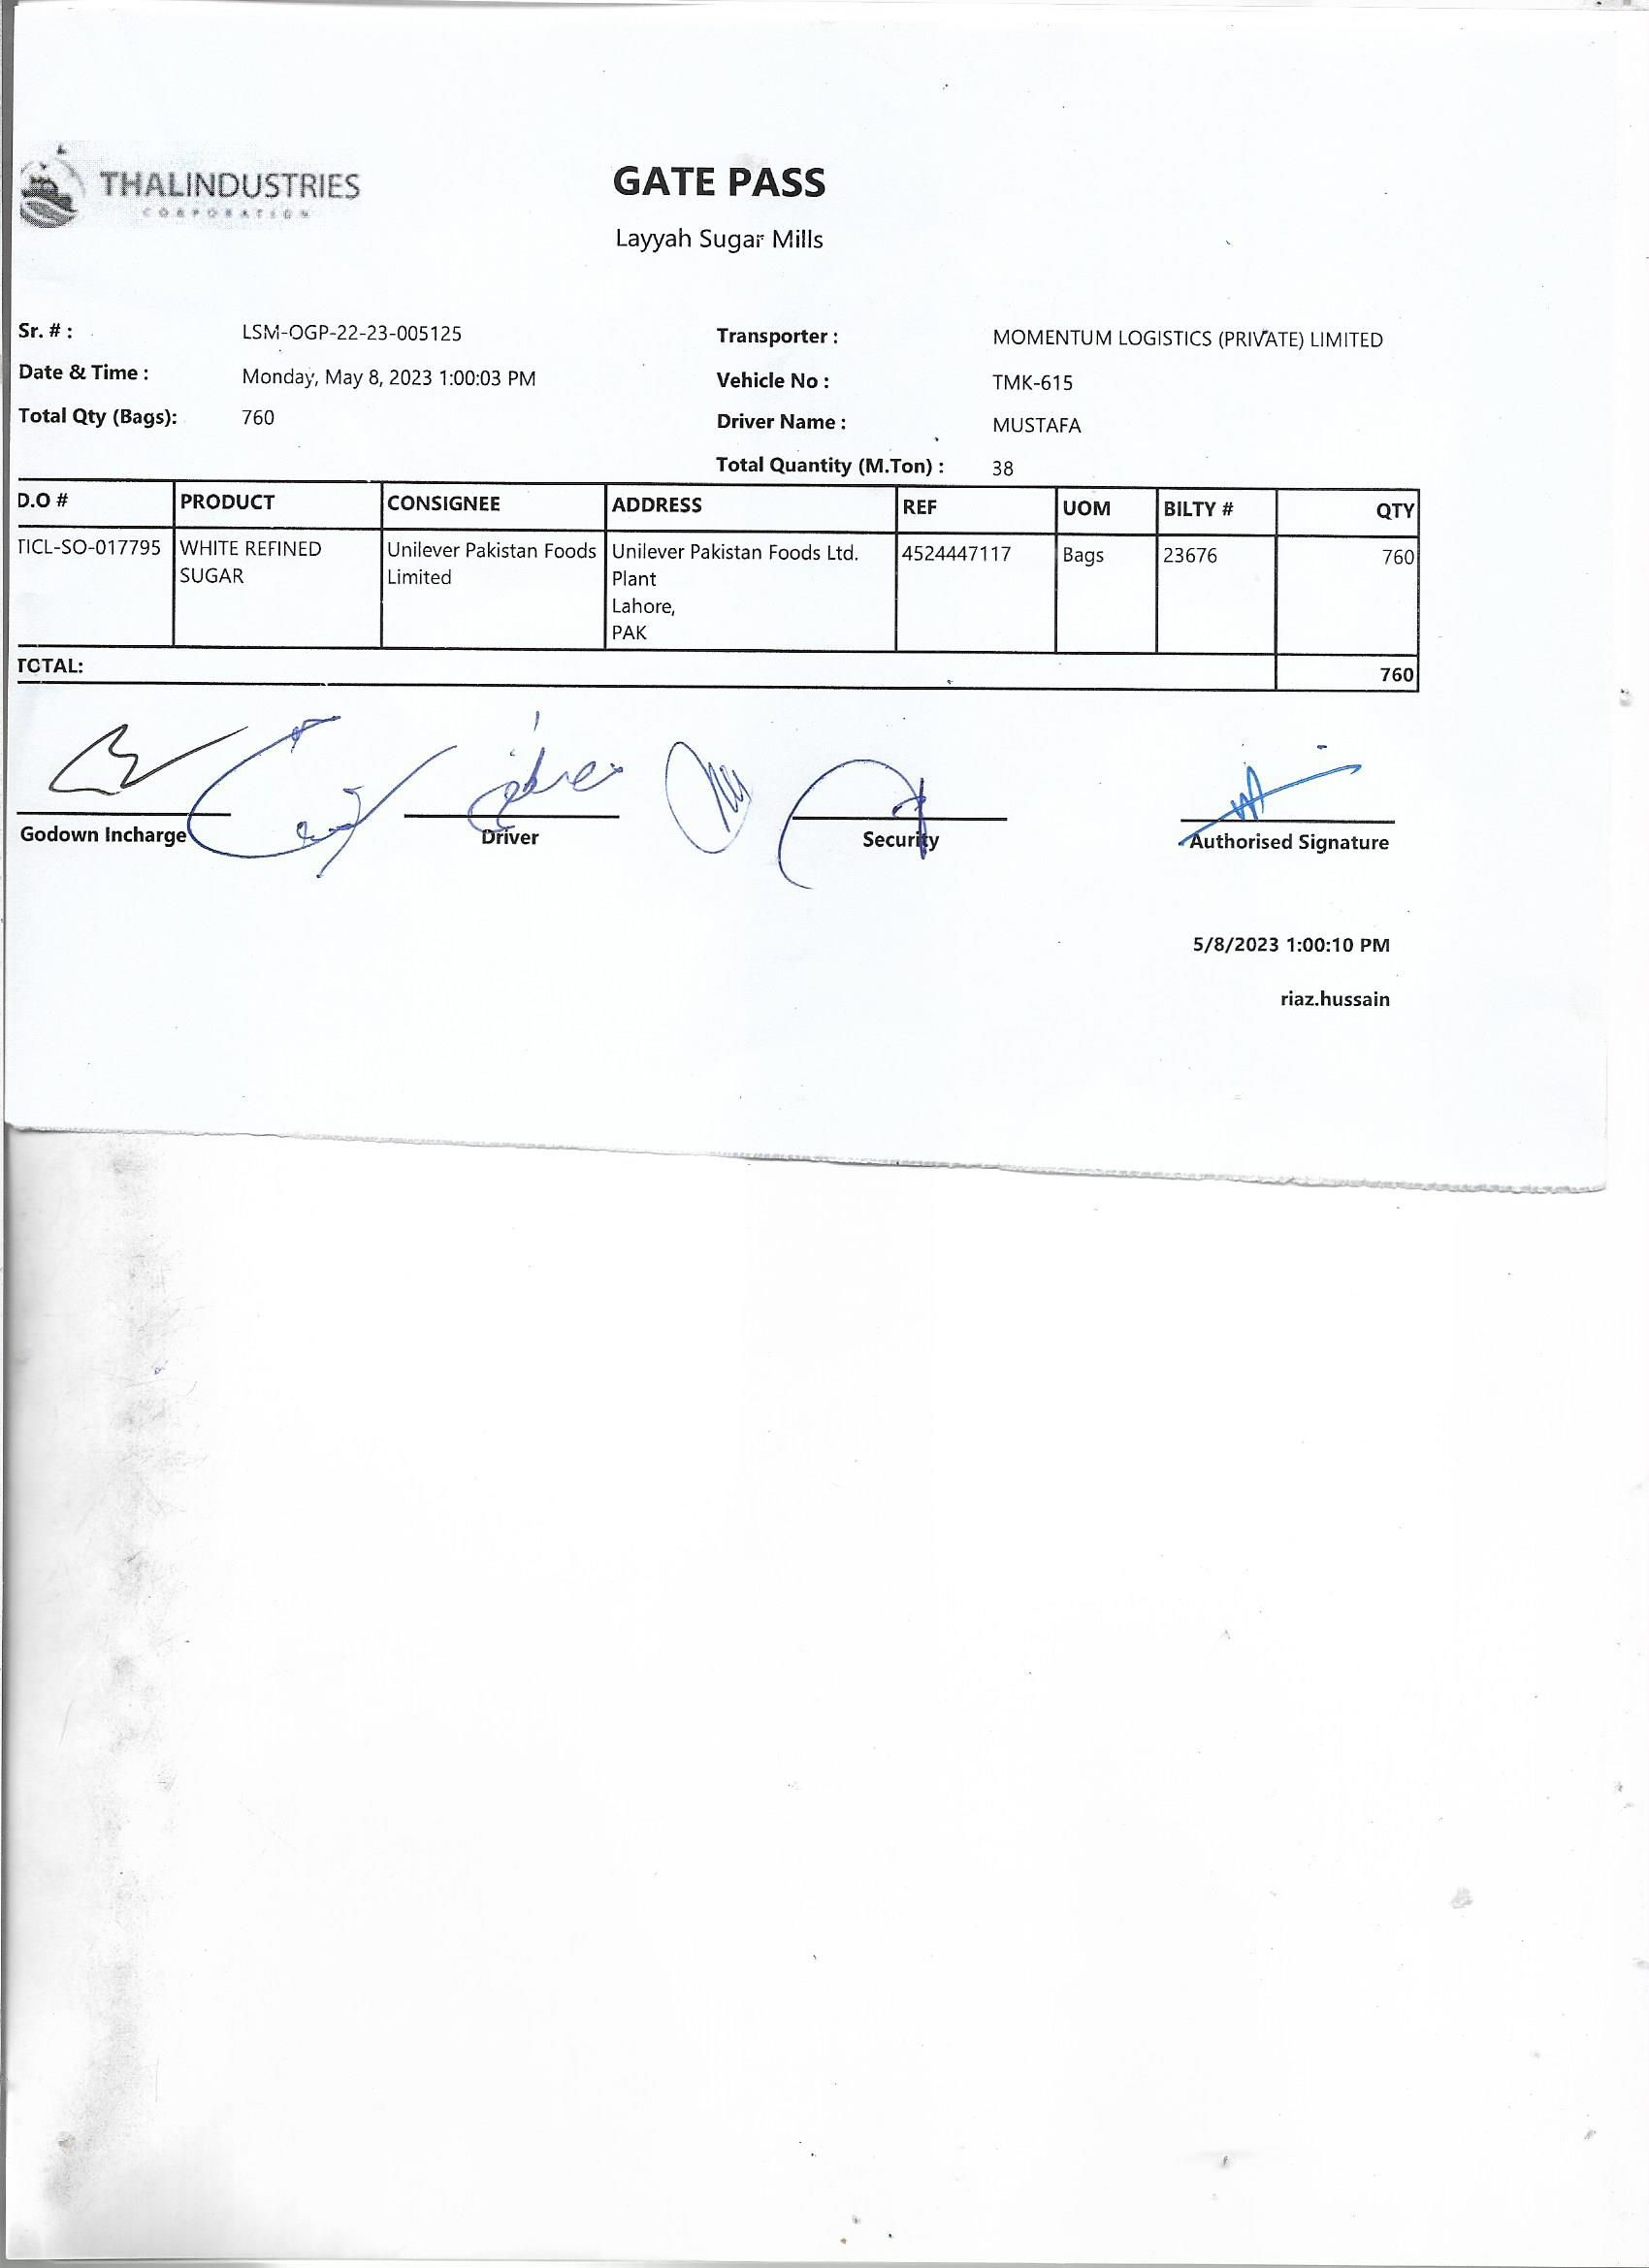 THALINDUSTRIES
CORPORATION
GATE PASS
Layyah Sugar Mills
Sr. # : LSM-OGP-22-23-005125 Transporter : MOMENTUM LOGISTICS (PRIVATE) LIMITED
Date & Time : Monday, May 8, 2023 1:00:03 PM Vehicle No : TMK-615
Total Qty (Bags): 760 Driver Name : MUSTAFA
Total Quantity (M.Ton) : 38
D.O # PRODUCT CONSIGNEE ADDRESS REF UOM BILTY # QTY
TICL-SO-017795 WHITE REFINED Unilever Pakistan Foods Unilever Pakistan Foods Ltd. 4524447117 Bags 23676 760
SUGAR Limited Plant
Lahore,
PAK
TOTAL: 760
Godown Incharge Driver Security Authorised Signature
5/8/2023 1:00:10 PM
riaz.hussain